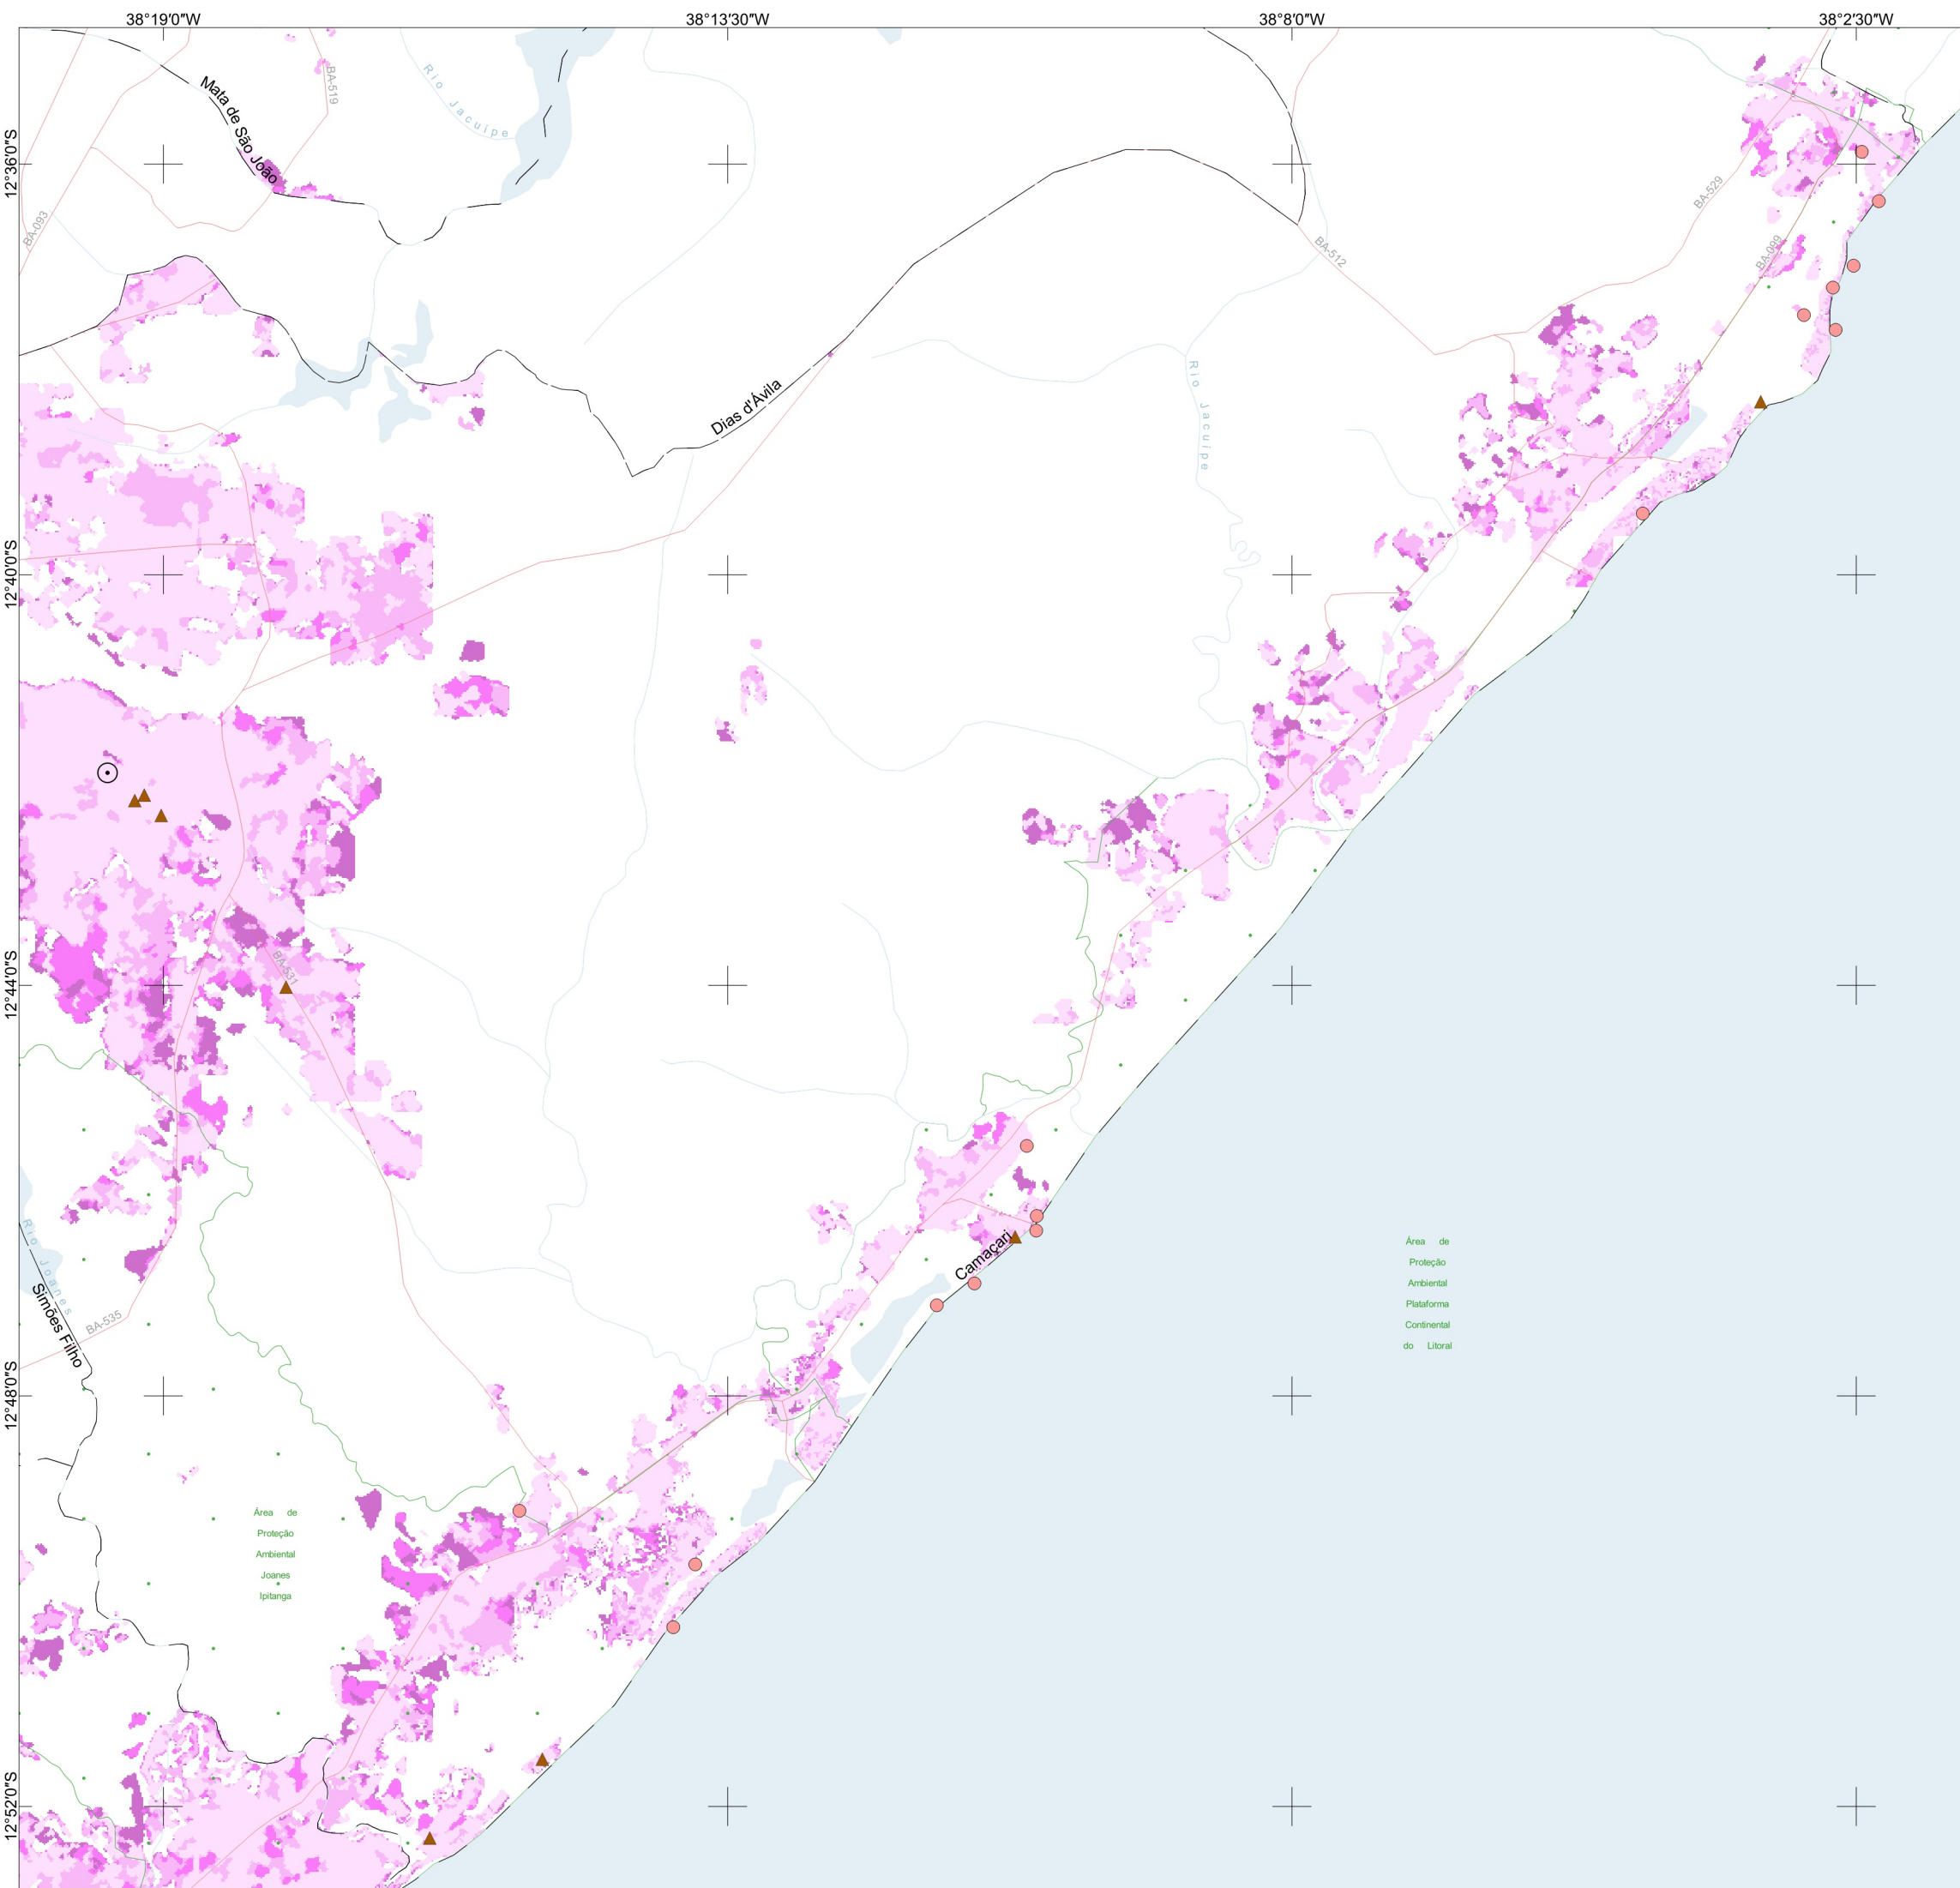 38°19'0"W
38°13'30"W
38°8'0"W
38°2'30"W
12°36'0"S
12°40'0"S
12°44'0"S
12°48'0"S
12°52'0"S
Mata de São João
BA-519
Rio Jacuipe
BA-093
BA-529
BA-099
BA-512
Rio Jacuipe
Dias d'Ávila
BA-531
Camaçari
Rio Joanes
Simões Filho
BA-535
Área de
Proteção
Ambiental
Plataforma
Continental
do Litoral
Área de
Proteção
Ambiental
Joanes
Ipitanga